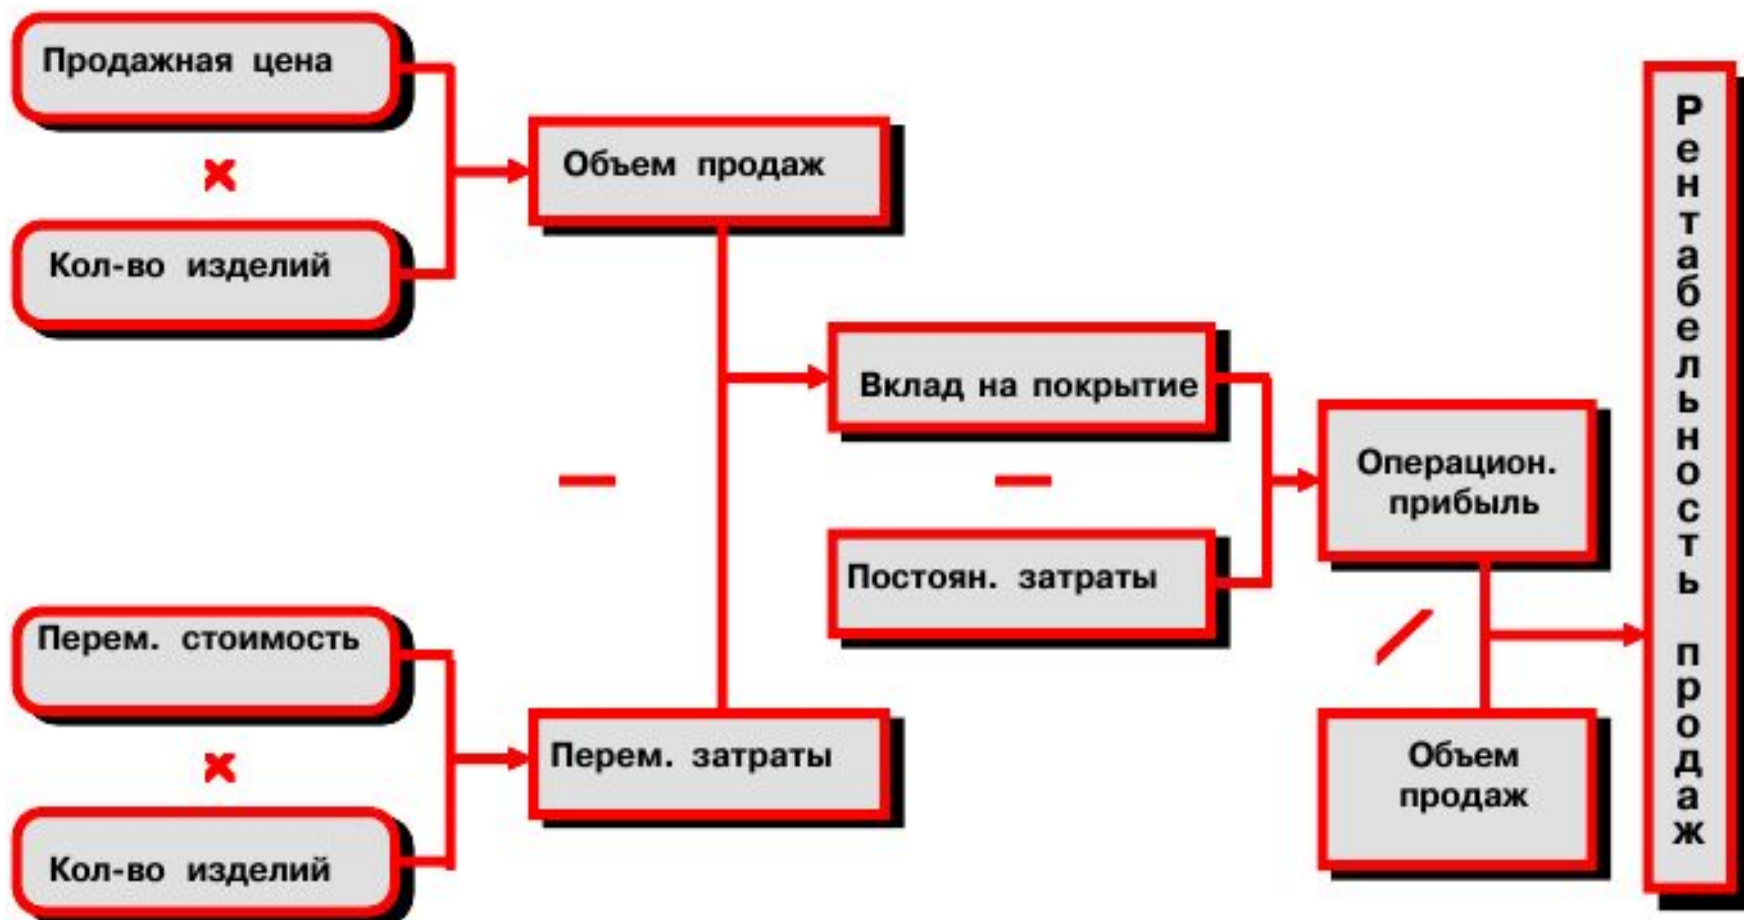 Продажная цена
×
Кол-во изделий
Объем продаж
Вклад на покрытие
—
—
Постоян. затраты
Операцион.
прибыль
/
Объем
продаж
Перем. стоимость
×
Кол-во изделий
Перем. затраты
Рентабельность продаж